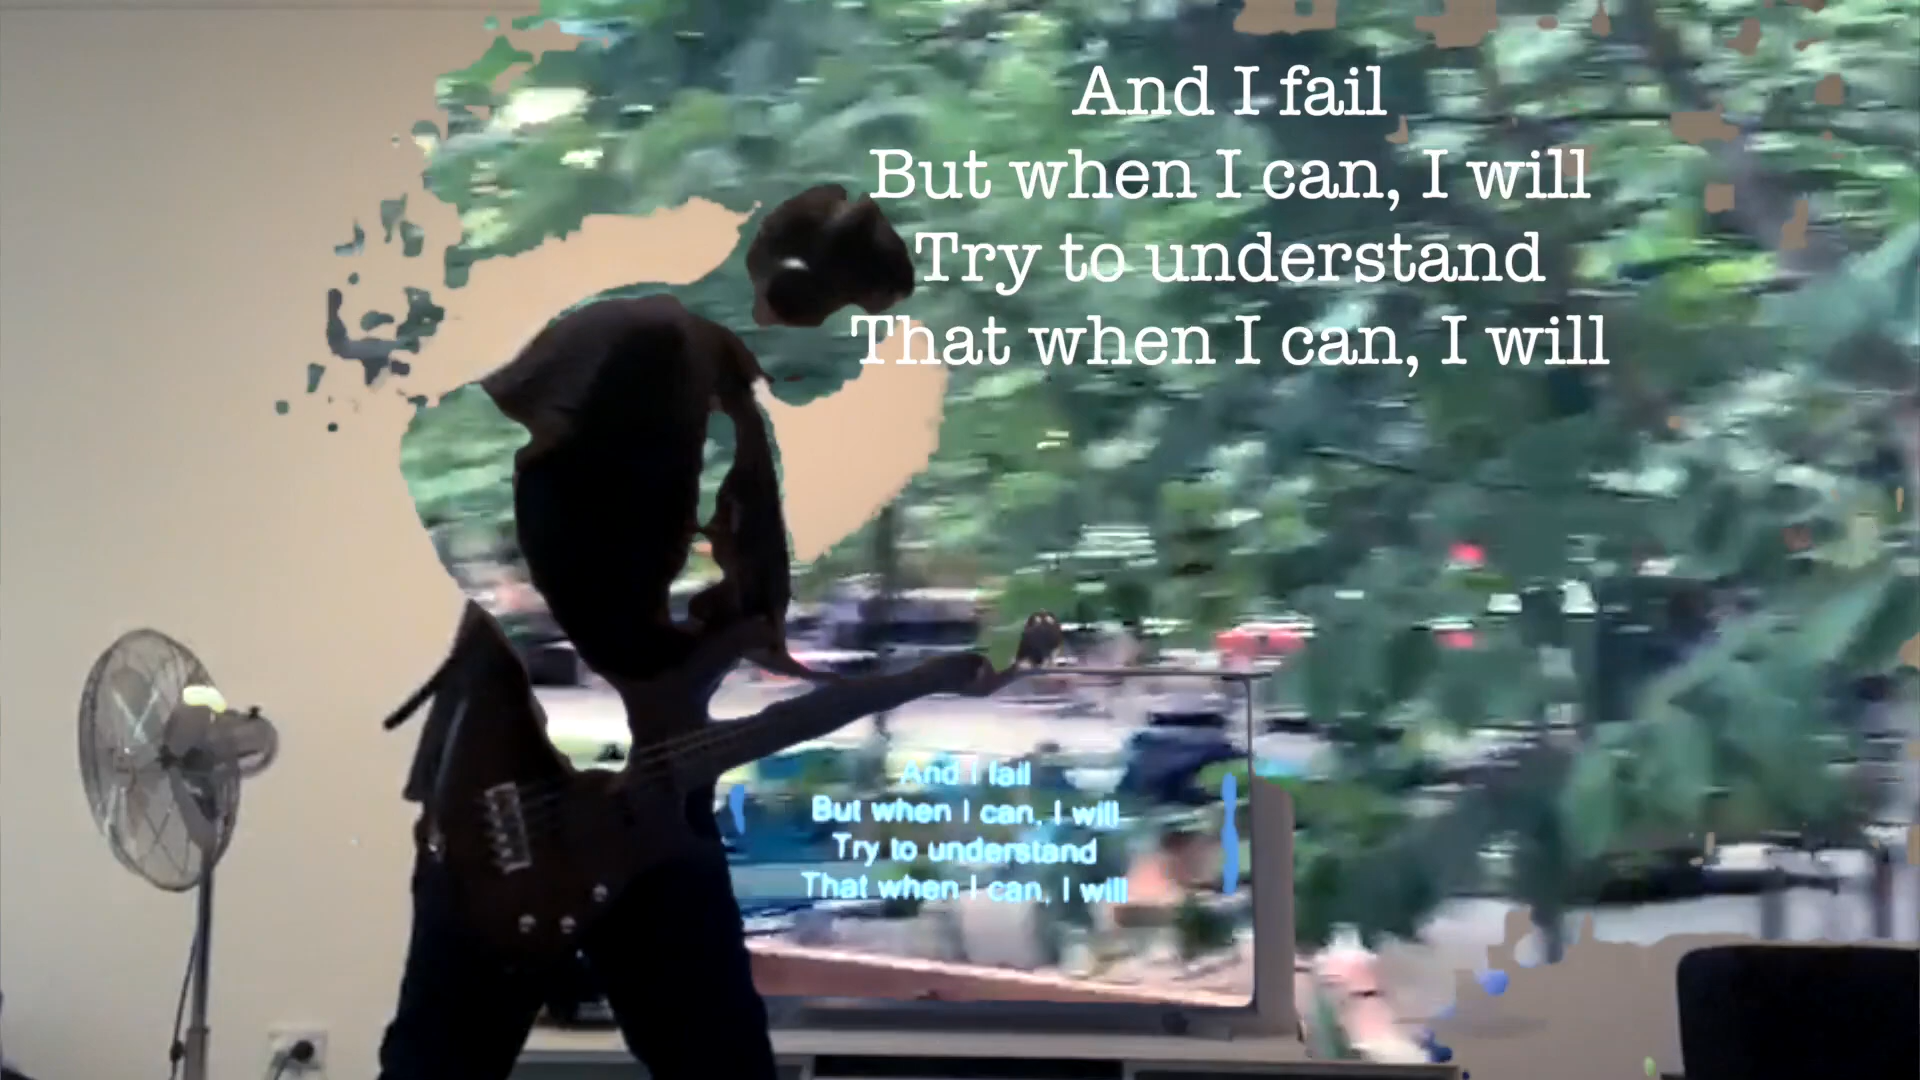 And I fail
But when I can, I will
Try to understand
That when I can, I will
And I fail
But when I can, I will
Try to understand
That when I can, I will